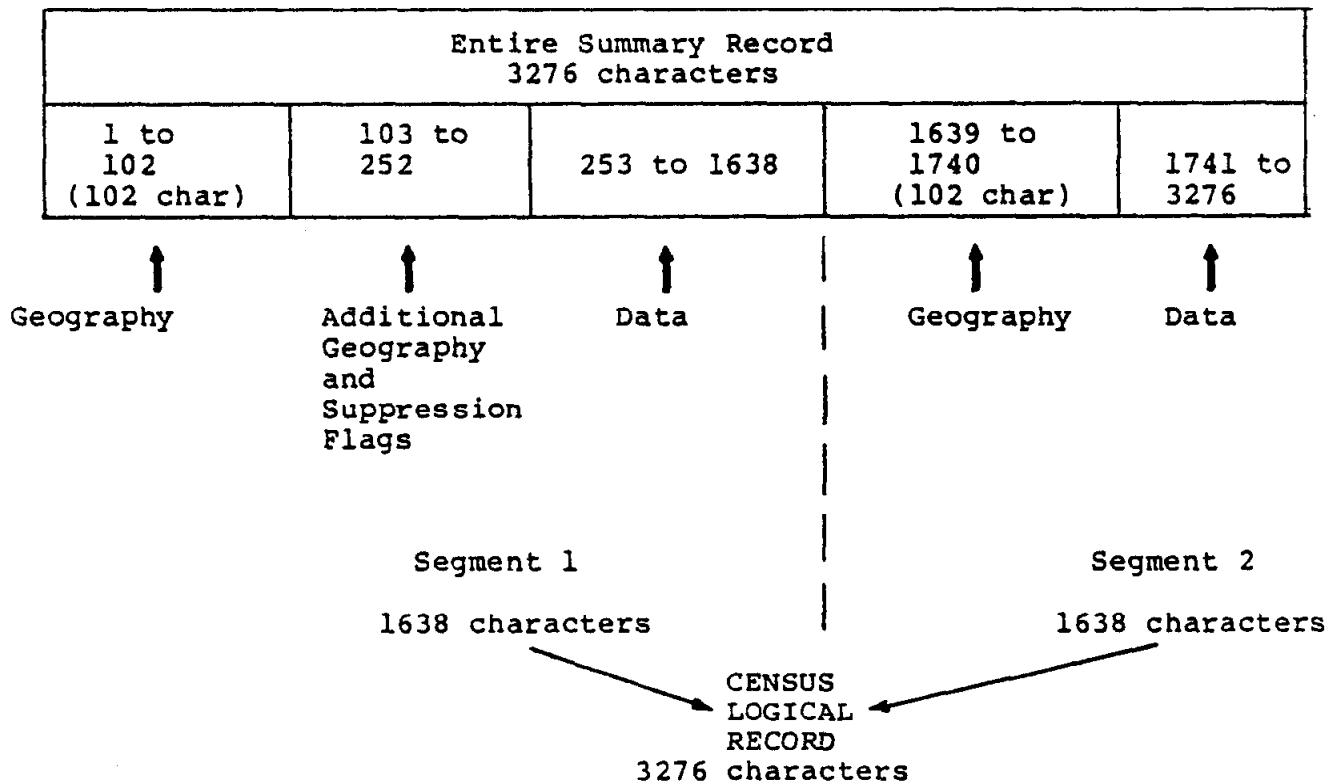 Entire Summary Record
3276 characters
1 to
102
(102 char)
103 to
252
253 to 1638
1639 to
1740
(102 char)
1741 to
3276
Geography
Additional
Geography
and
Suppression
Flags
Data
Geography
Data
Segment 1
1638 characters
Segment 2
1638 characters
CENSUS
LOGICAL
RECORD
3276 characters